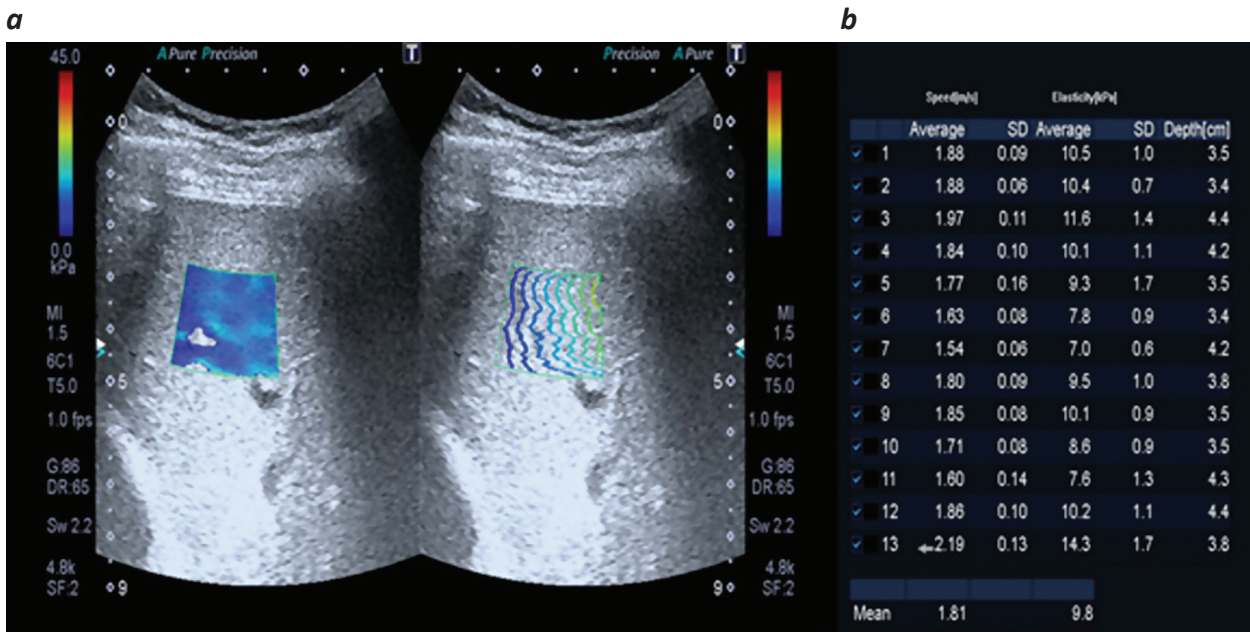 a
b
A Pure Precision
T
Precision A Pure
T
45.0
0.0
kPa
MI
1.5
6C1
T5.0
1.0 fps
G:86
DR:65
Sw 2.2
4.8k
SF:2
0
5
9
0
5
9
MI
1.5
6C1
T5.0
1.0 fps
G:86
DR:65
Sw 2.2
4.8k
SF:2
Speed[m/s] Elasticity[kPa]
Average SD Average SD Depth[cm]
1 1.88 0.09 10.5 1.0 3.5
2 1.88 0.06 10.4 0.7 3.4
3 1.97 0.11 11.6 1.4 4.4
4 1.84 0.10 10.1 1.1 4.2
5 1.77 0.16 9.3 1.7 3.5
6 1.63 0.08 7.8 0.9 3.4
7 1.54 0.06 7.0 0.6 4.2
8 1.80 0.09 9.5 1.0 3.8
9 1.85 0.08 10.1 0.9 3.5
10 1.71 0.08 8.6 0.9 3.5
11 1.60 0.14 7.6 1.3 4.3
12 1.86 0.10 10.2 1.1 4.4
13 2.19 0.13 14.3 1.7 3.8
Mean 1.81 9.8